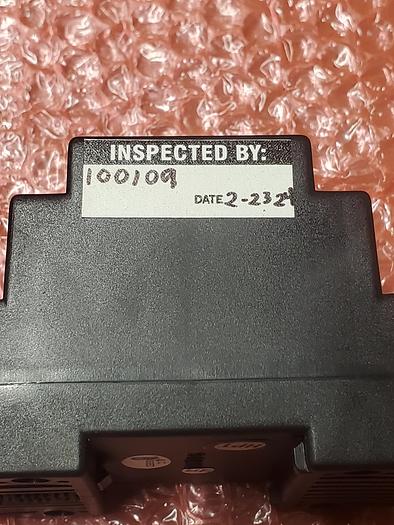 INSPECTED BY:
100109
DATE 2-23 24